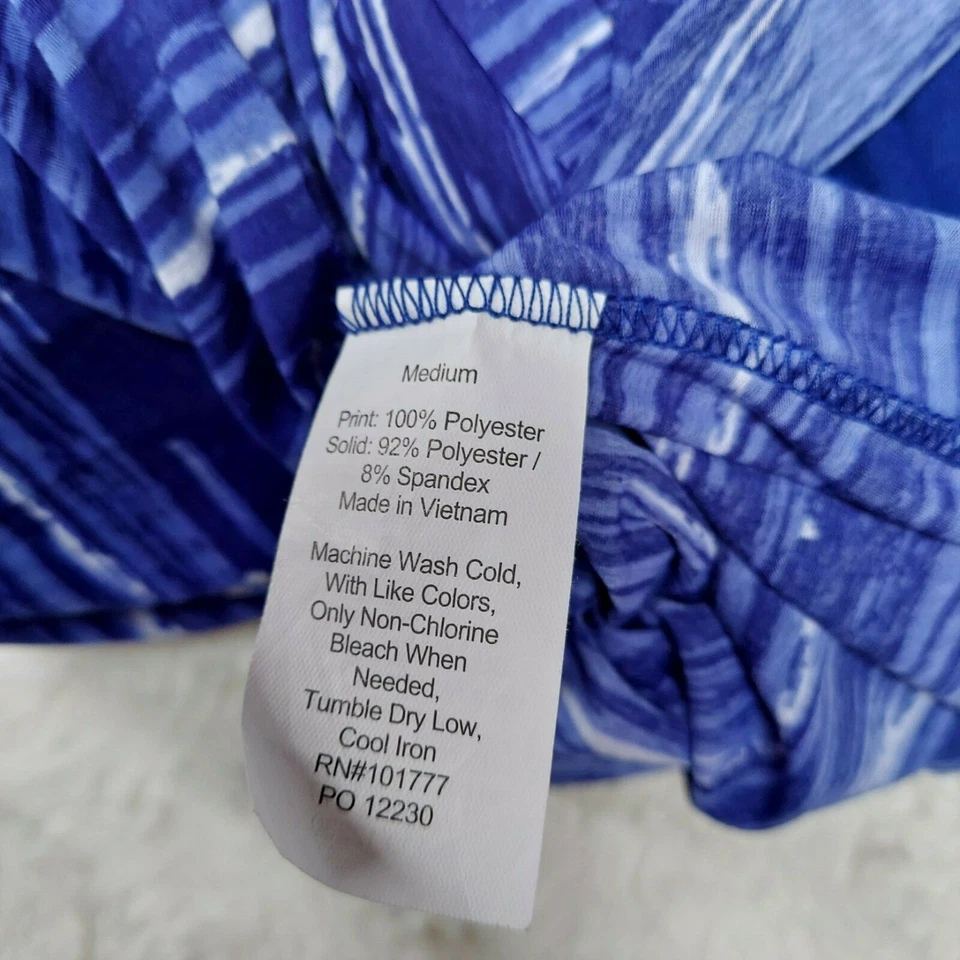 Medium
Print: 100% Polyester
Solid: 92% Polyester /
8% Spandex
Made in Vietnam
Machine Wash Cold,
With Like Colors,
Only Non-Chlorine
Bleach When
Needed,
Tumble Dry Low,
Cool Iron
RN#101777
PO 12230